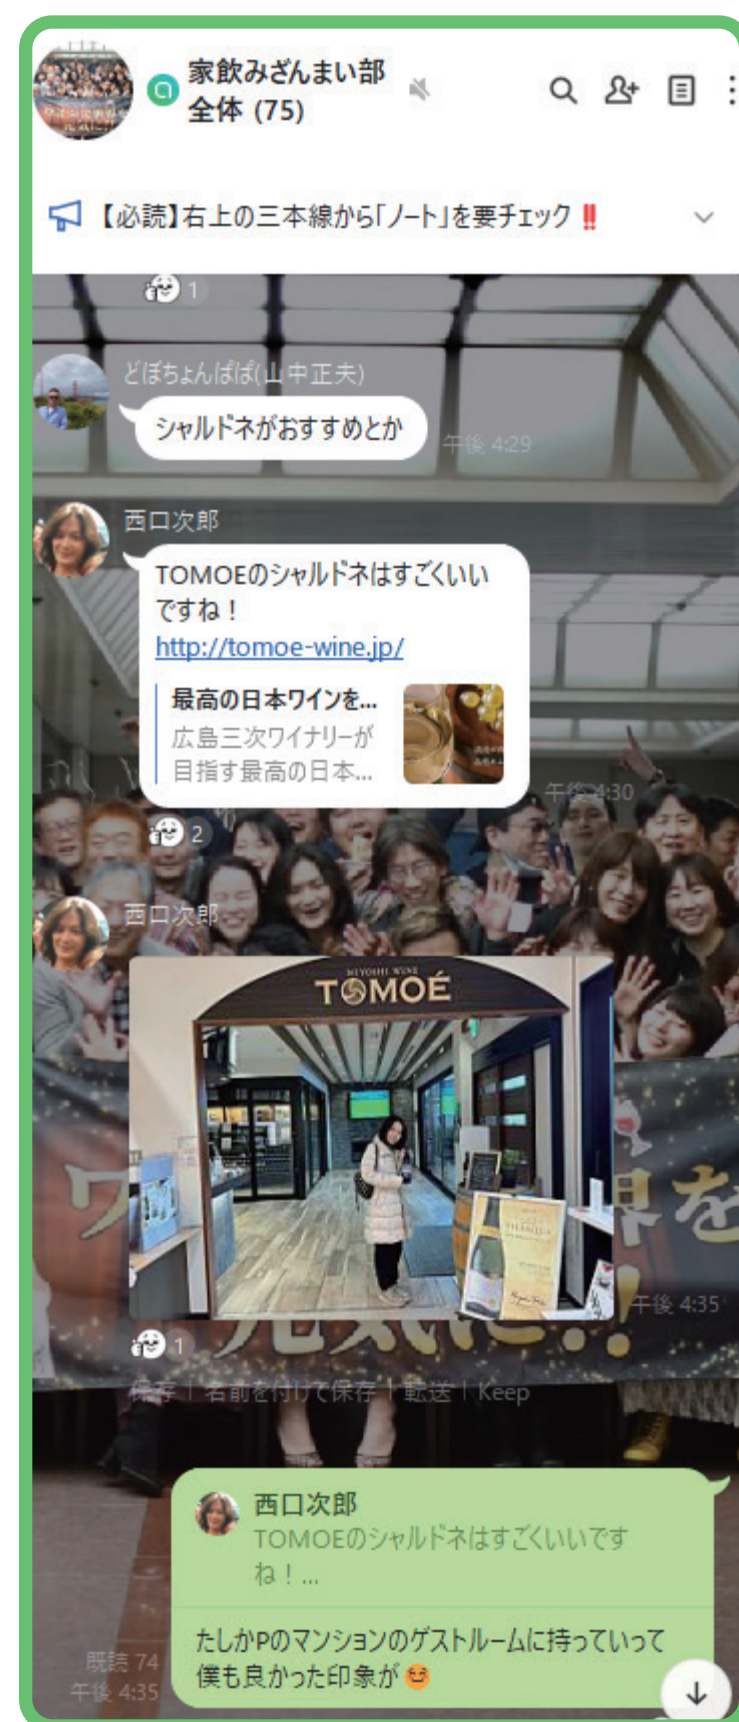 家飲みざんまい部
全体 (75)
【必読】右上の三本線から｢ノート｣を要チェック‼
1
どぼちょんぱぱ(山中正夫)
シャルドネがおすすめとか
午後 4:29
西口次郎
TOMOEのシャルドネはすごくいい
ですね！
http://tomoe-wine.jp/
最高の日本ワインを...
広島三次ワイナリーが
目指す最高の日本...
午後 4:30
2
西口次郎
MIYOSHI WINE
TOMOÉ
午後 4:35
1
保存 | 名前を付けて保存 | 転送 | Keep
元気に!!
西口次郎
TOMOEのシャルドネはすごくいいです
ね！...
たしかPのマンションのゲストルームに持っていって
僕も良かった印象が😆
既読 74
午後 4:35